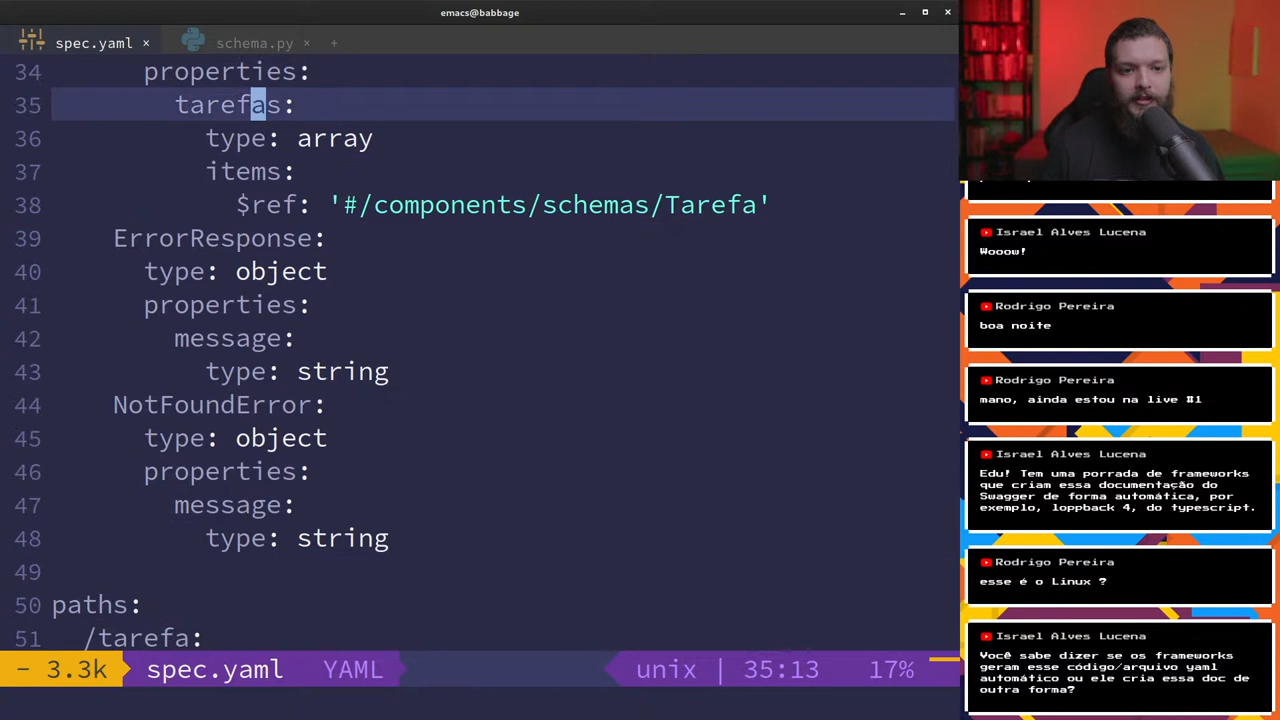 emacs@babbage
spec.yaml ×
schema.py × +
34 properties:
35 tarefas:
36 type: array
37 items:
38 $ref: '#/components/schemas/Tarefa'
39 ErrorResponse:
40 type: object
41 properties:
42 message:
43 type: string
44 NotFoundError:
45 type: object
46 properties:
47 message:
48 type: string
49
50 paths:
51 /tarefa:
- 3.3k spec.yaml YAML unix | 35:13 17%
Israel Alves Lucena
Wooow!
Rodrigo Pereira
boa noite
Rodrigo Pereira
mano, ainda estou na live #1
Israel Alves Lucena
Edu! Tem uma porrada de frameworks
que criam essa documentação do
Swagger de forma automática, por
exemplo, loppback 4, do typescript.
Rodrigo Pereira
esse é o Linux ?
Israel Alves Lucena
Você sabe dizer se os frameworks
geram esse código/arquivo yaml
automático ou ele cria essa doc de
outra forma?